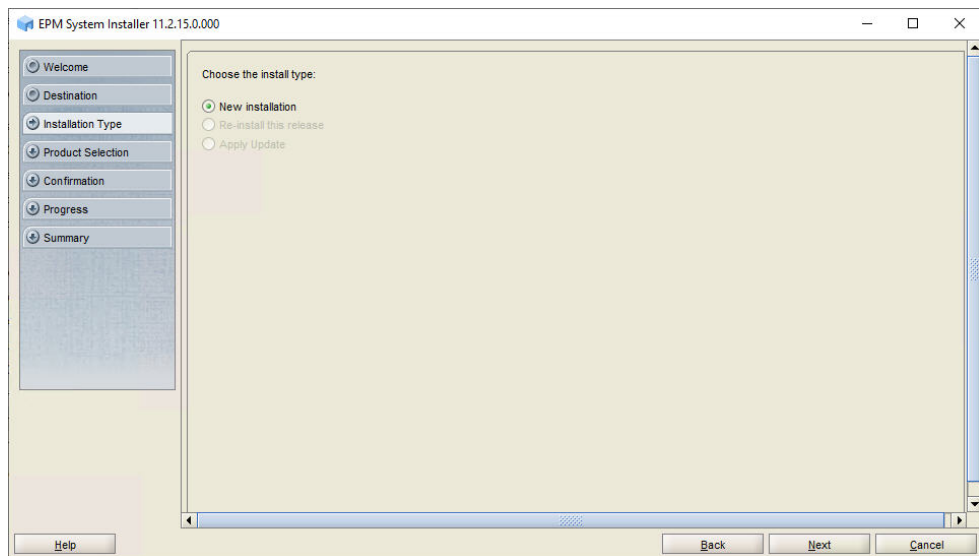 EPM System Installer 11.2.15.0.000
Welcome
Destination
Installation Type
Product Selection
Confirmation
Progress
Summary
Choose the install type:
New installation
Re-install this release
Apply Update
Help
Back
Next
Cancel